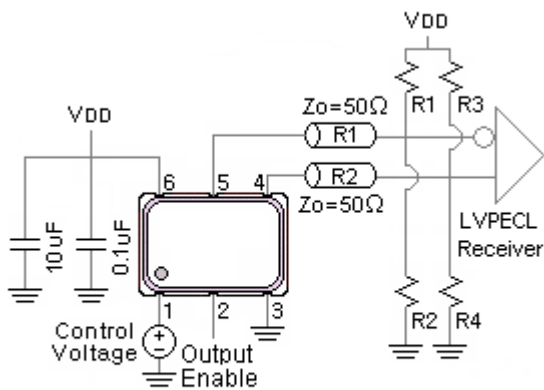 VDD
R1
R3
Zo=50Ω
VDD
R1
R2
Zo=50Ω
LVPECL
Receiver
6
5
4
10uF
0.1uF
1
2
3
R2
R4
Control
Voltage
Output
Enable